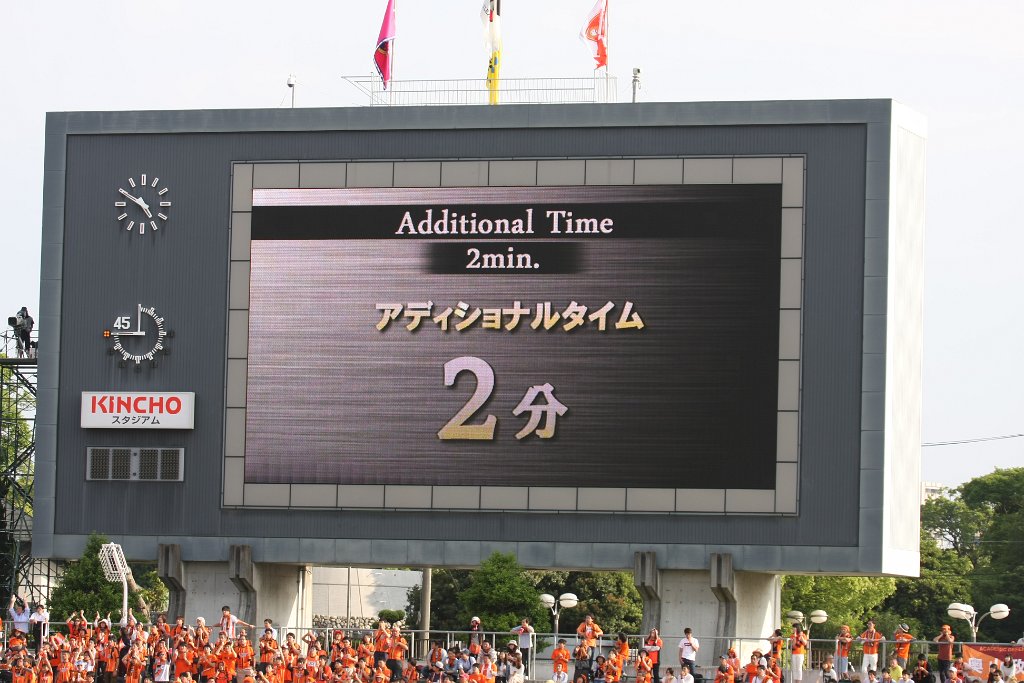 Additional Time
2min.
アディショナルタイム
2分
45
KINCHO
スタジアム